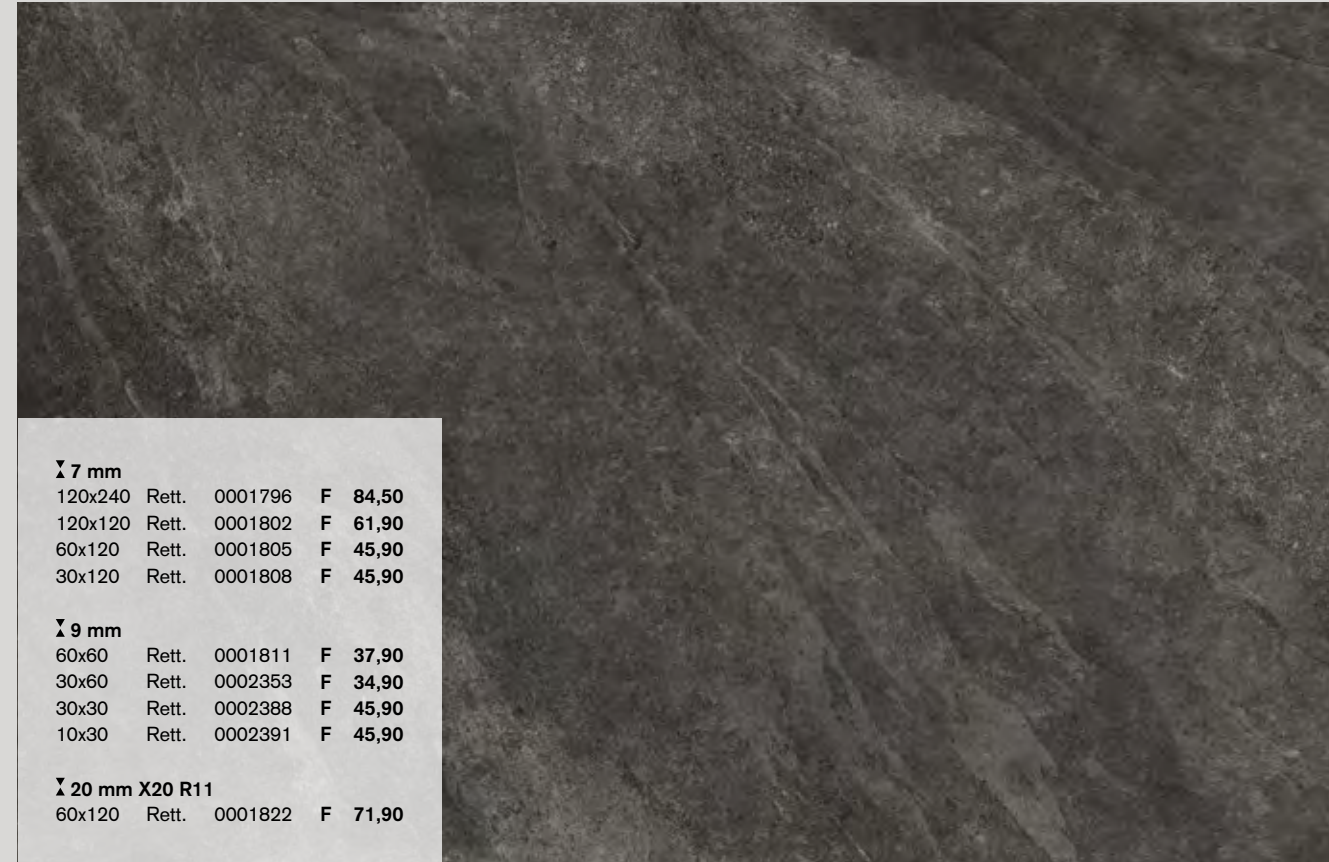 7 mm
120x240 Rett. 0001796 F 84,50
120x120 Rett. 0001802 F 61,90
60x120 Rett. 0001805 F 45,90
30x120 Rett. 0001808 F 45,90
9 mm
60x60 Rett. 0001811 F 37,90
30x60 Rett. 0002353 F 34,90
30x30 Rett. 0002388 F 45,90
10x30 Rett. 0002391 F 45,90
20 mm X20 R11
60x120 Rett. 0001822 F 71,90